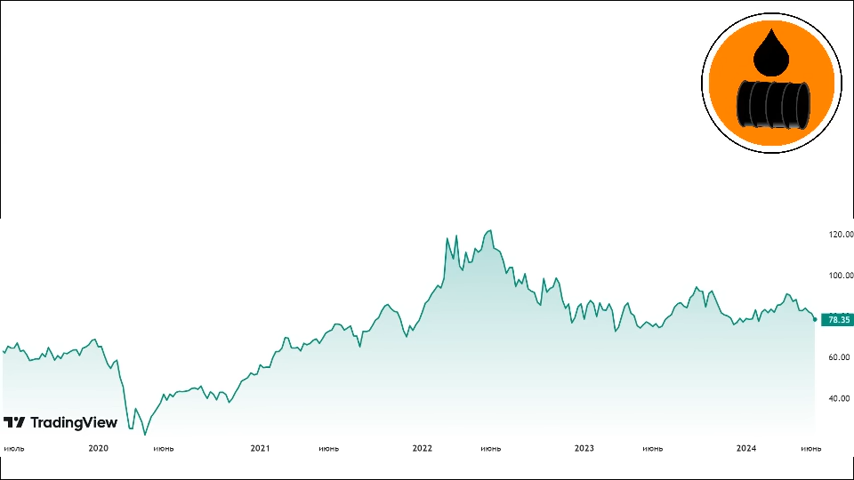 120.00
100.00
78.35
60.00
40.00
TradingView
июль 2020 июнь 2021 июнь 2022 июнь 2023 июнь 2024 июнь